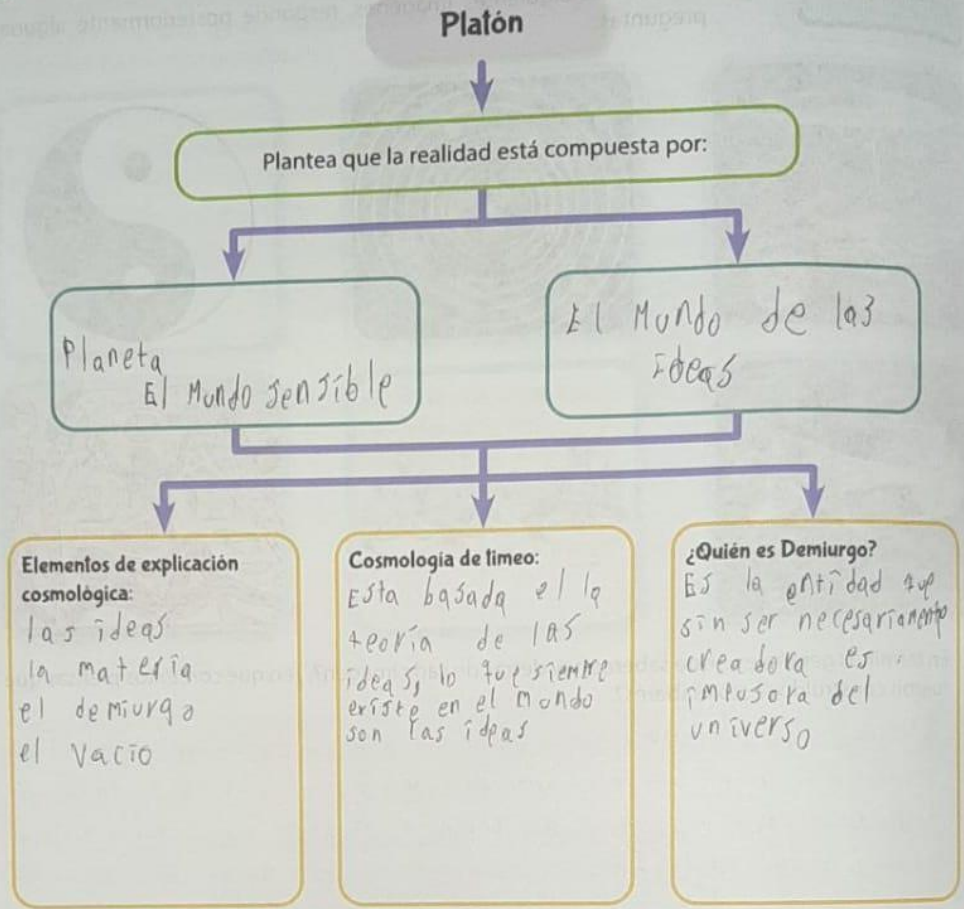 Platón
Plantea que la realidad está compuesta por:
Planeta
El Mundo sensible
El Mundo de las
Ideas
Elementos de explicación
cosmológica:
las ideas
la materia
el demiurgo
el vacio
Cosmología de timeo:
Esta basada el la
teoría de las
ideas, lo que siempre
existe en el mundo
son las ideas
¿Quién es Demiurgo?
Es la entidad que
sin ser necesariamente
creadora es
impusora del
universo